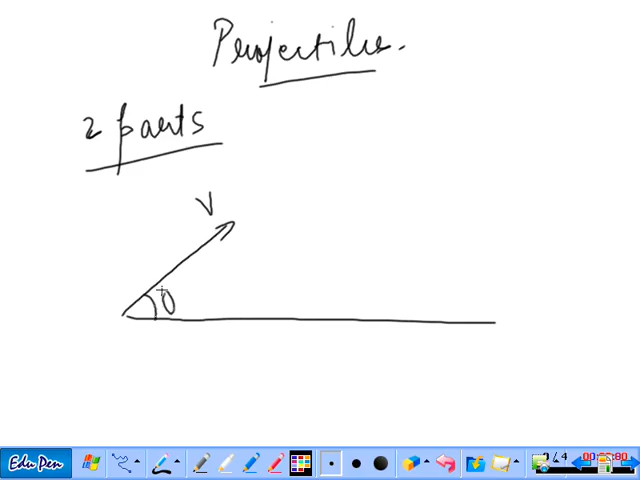 Projectiles.
2 parts
V
θ
Edu Pen